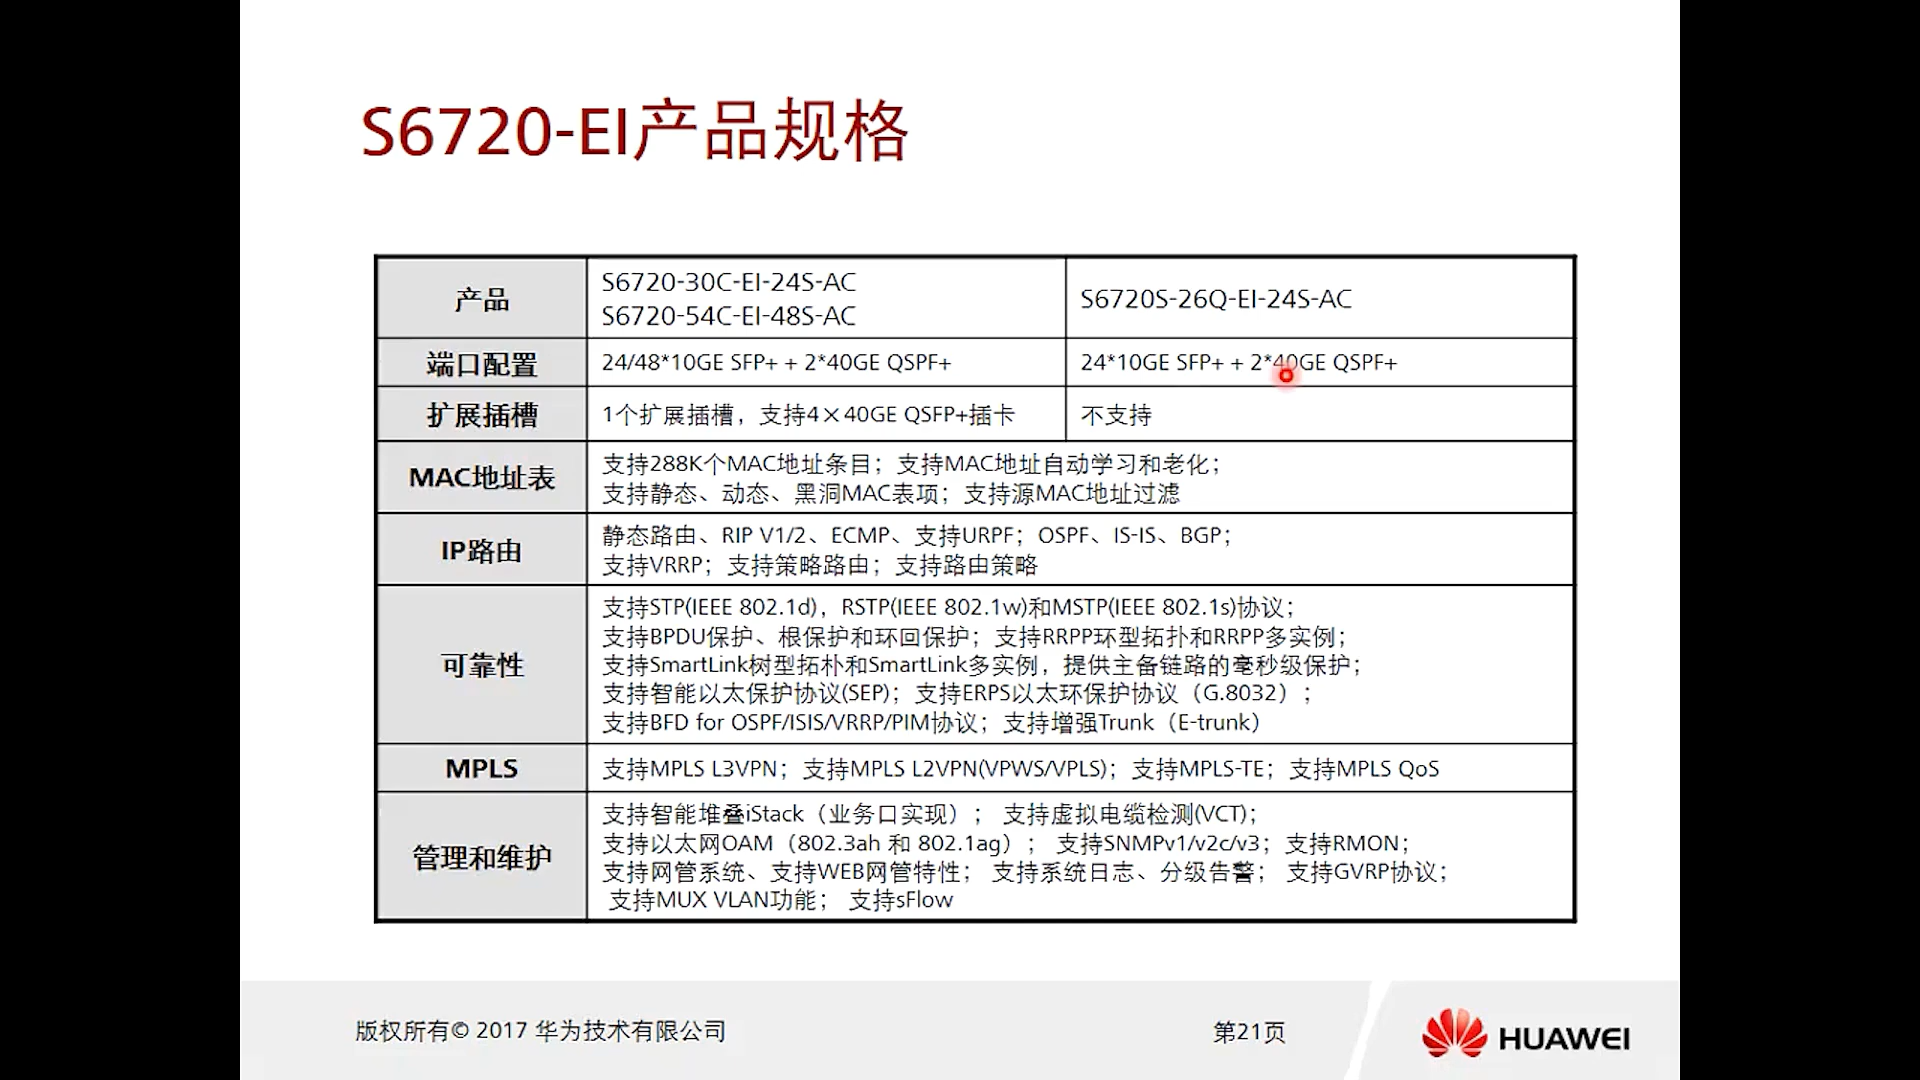 S6720-EI产品规格
产品
S6720-30C-EI-24S-AC
S6720-54C-EI-48S-AC
S6720S-26Q-EI-24S-AC
端口配置
24/48*10GE SFP+ + 2*40GE QSPF+
24*10GE SFP+ + 2*40GE QSPF+
扩展插槽
1个扩展插槽，支持4×40GE QSFP+插卡
不支持
MAC地址表
支持288K个MAC地址条目；支持MAC地址自动学习和老化；
支持静态、动态、黑洞MAC表项；支持源MAC地址过滤
IP路由
静态路由、RIP V1/2、ECMP、支持URPF；OSPF、IS-IS、BGP；
支持VRRP；支持策略路由；支持路由策略
可靠性
支持STP(IEEE 802.1d)，RSTP(IEEE 802.1w)和MSTP(IEEE 802.1s)协议；
支持BPDU保护、根保护和环回保护；支持RRPP环型拓扑和RRPP多实例；
支持SmartLink树型拓朴和SmartLink多实例，提供主备链路的毫秒级保护；
支持智能以太保护协议(SEP)；支持ERPS以太环保护协议（G.8032）；
支持BFD for OSPF/ISIS/VRRP/PIM协议；支持增强Trunk（E-trunk）
MPLS
支持MPLS L3VPN；支持MPLS L2VPN(VPWS/VPLS)；支持MPLS-TE；支持MPLS QoS
管理和维护
支持智能堆叠iStack（业务口实现）； 支持虚拟电缆检测(VCT)；
支持以太网OAM（802.3ah 和 802.1ag）； 支持SNMPv1/v2c/v3；支持RMON；
支持网管系统、支持WEB网管特性； 支持系统日志、分级告警； 支持GVRP协议；
支持MUX VLAN功能； 支持sFlow
版权所有© 2017 华为技术有限公司
第21页
HUAWEI